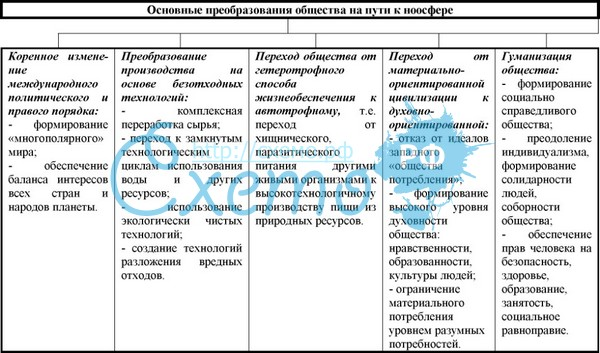 Основные преобразования общества на пути к ноосфере
Коренное измене-
ние
международного
политического и
правого порядка:
- формирование
«многополярного»
мира;
- обеспечение
баланса интересов
всех стран и
народов планеты.
Преобразование
производства на
основе безотходных
технологий:
- комплексная
переработка сырья;
- переход к замкнутым
технологическим
циклам использования
воды и других
ресурсов;
- использование
экологически чистых
технологий;
- создание технологий
разложения вредных
отходов.
Переход общества от
гетеротрофного
способа
жизнеобеспечения к
автотрофному, т.е.
переход от
хищнического,
паразитического
питания другими
живыми организмами к
высокотехнологичному
производству пищи из
природных ресурсов.
Переход от
материально-
ориентированной
цивилизации к
духовно-
ориентированной:
- отказ от идеалов
западного
«общества
потребления»;
- формирование
высокого уровня
духовности
общества:
нравственности,
образованности,
культуры людей;
- ограничение
материального
потребления
уровнем разумных
потребностей.
Гуманизация
общества:
- формирование
социально
справедливого
общества;
- преодоление
индивидуализма,
формирование
солидарности
людей,
соборности
общества;
- обеспечение
прав человека на
безопасность,
здоровье,
образование,
занятость,
социальное
равноправие.